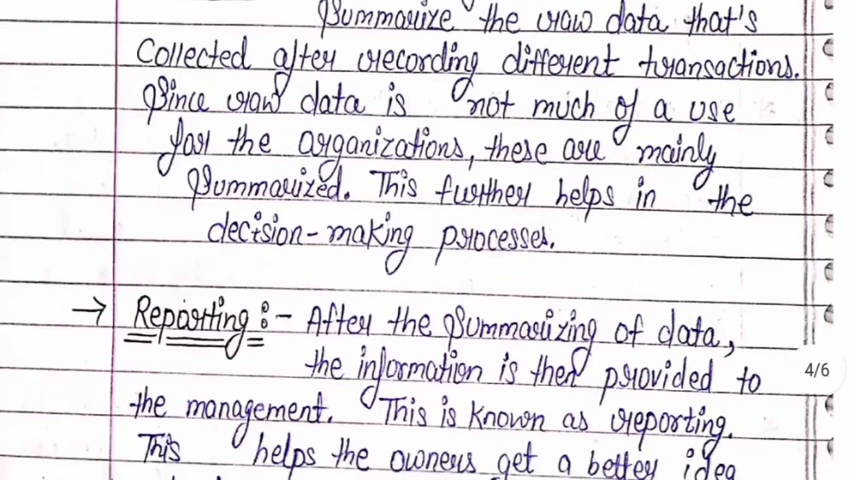 Summarize the raw data that's
Collected after recording different transactions.
Since raw data is not much of a use
for the organizations, these are mainly
Summarized. This further helps in the
decision-making processes.
→ Reporting :- After the Summarizing of data,
the information is then provided to
4/6
the management. This is known as reporting.
This helps the owners get a better idea